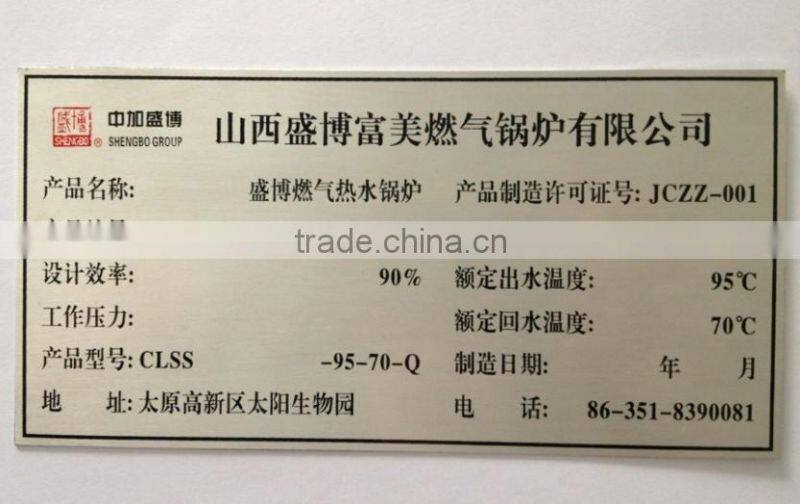 盛博
SHENGBO ®
中加盛博
SHENGBO GROUP
山西盛博富美燃气锅炉有限公司
产品名称: 盛博燃气热水锅炉 产品制造许可证号: JCZZ-001
trade.china.cn
设计效率: 90% 额定出水温度: 95℃
工作压力: 额定回水温度: 70℃
产品型号: CLSS -95-70-Q 制造日期: 年 月
地 址: 太原高新区太阳生物园 电 话: 86-351-8390081